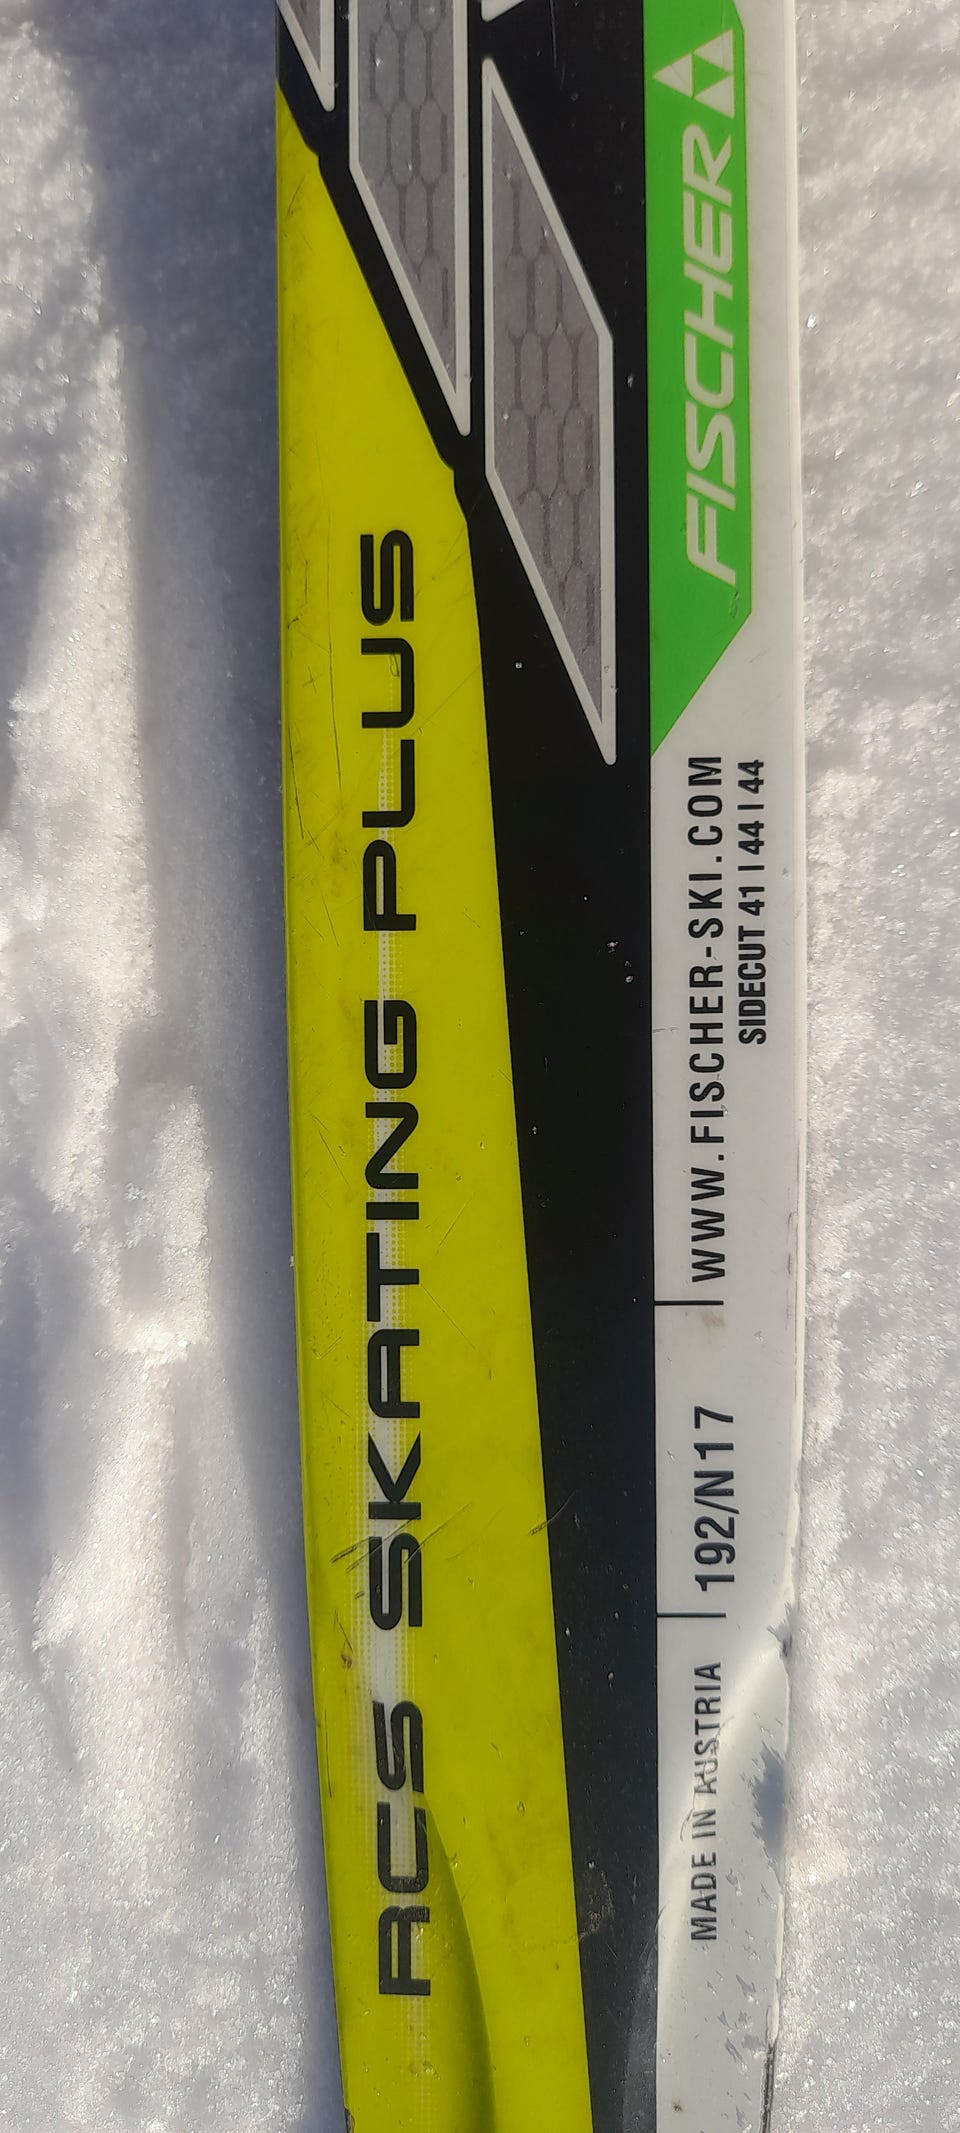 RCS SKATING PLUS
FISCHER
WWW.FISCHER-SKI.COM
SIDECUT 41 | 44 | 44
192/N17
MADE IN AUSTRIA